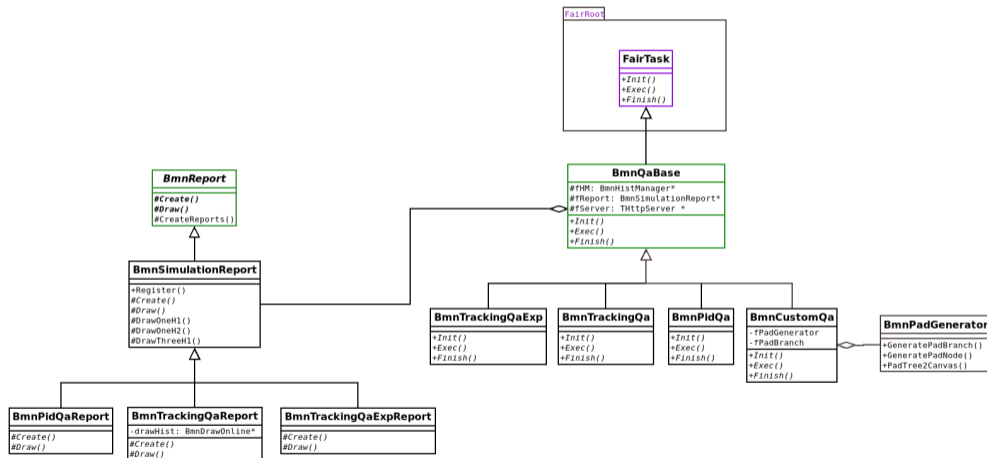 FairRoot
FairTask
+Init()
+Exec()
+Finish()
BmnQaBase
#fHM: BmnHistManager*
#fReport: BmnSimulationReport*
#fServer: THttpServer *
+Init()
+Exec()
+Finish()
BmnReport
#Create()
#Draw()
#CreateReports()
BmnSimulationReport
+Register()
#Create()
#Draw()
#DrawOneH1()
#DrawOneH2()
#DrawThreeH1()
BmnTrackingQaExp
+Init()
+Exec()
+Finish()
BmnTrackingQa
+Init()
+Exec()
+Finish()
BmnPidQa
+Init()
+Exec()
+Finish()
BmnCustomQa
-fPadGenerator
-fPadBranch
+Init()
+Exec()
+Finish()
BmnPadGenerator
+GeneratePadBranch()
+GeneratePadNode()
+PadTree2Canvas()
BmnPidQaReport
#Create()
#Draw()
BmnTrackingQaReport
-drawHist: BmnDrawOnline*
#Create()
#Draw()
BmnTrackingQaExpReport
#Create()
#Draw()